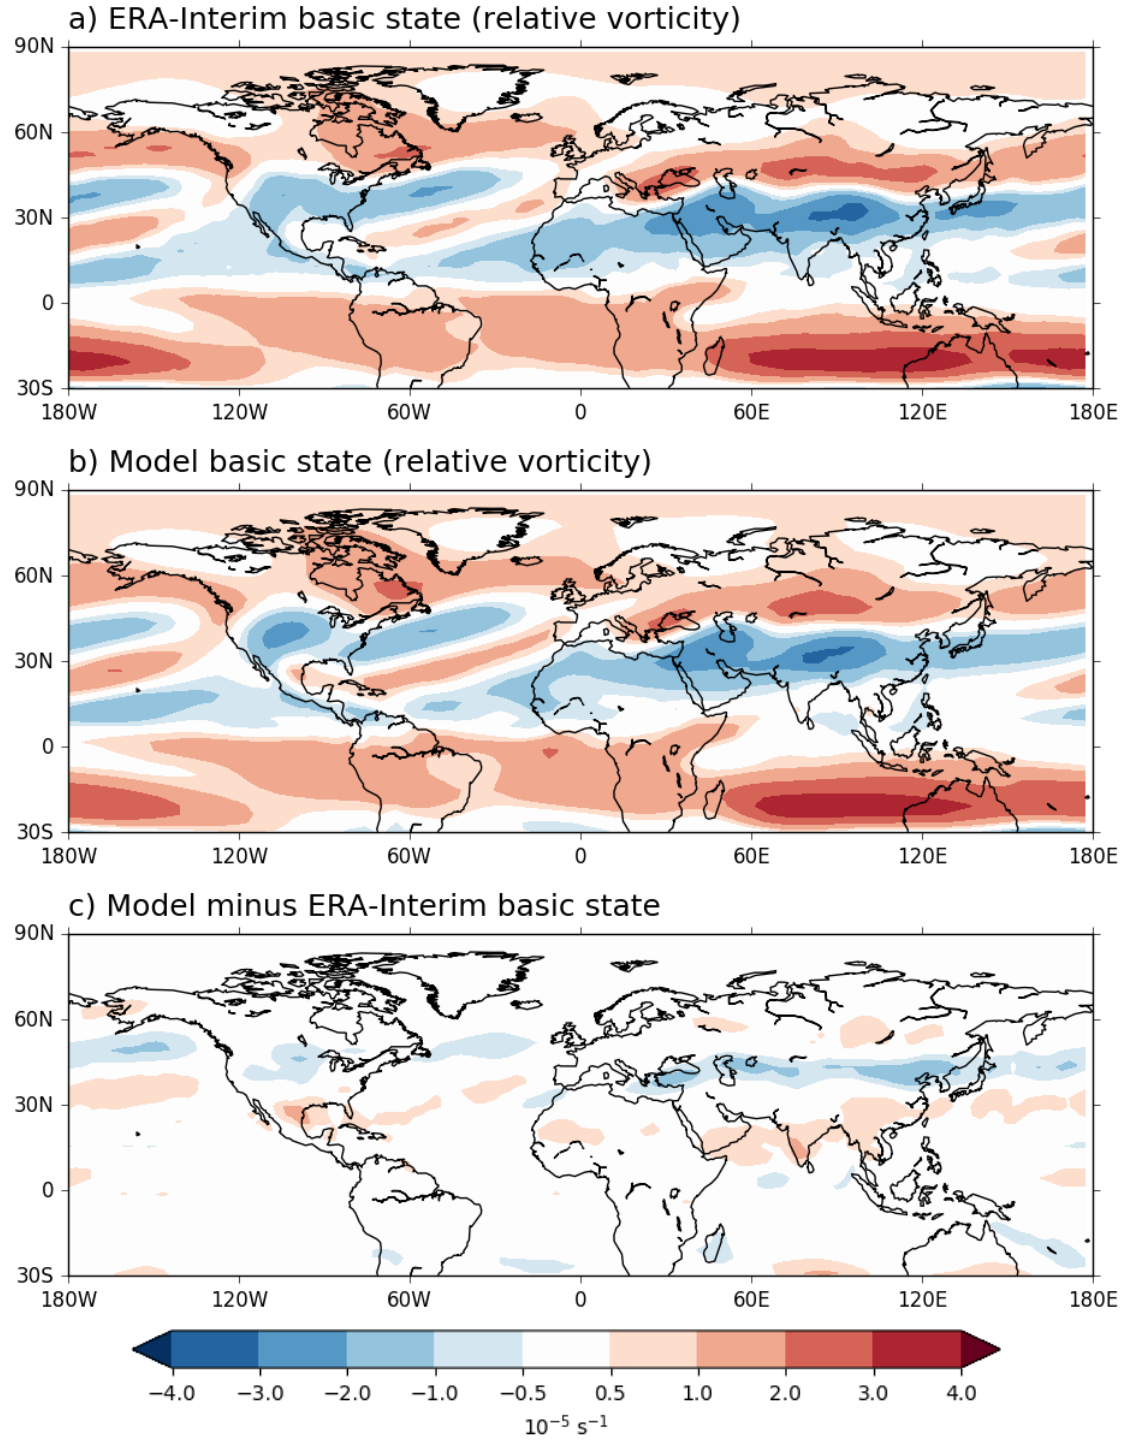 a) ERA-Interim basic state (relative vorticity)
90N
60N
30N
0
30S
180W 120W 60W 0 60E 120E 180E
b) Model basic state (relative vorticity)
90N
60N
30N
0
30S
180W 120W 60W 0 60E 120E 180E
c) Model minus ERA-Interim basic state
90N
60N
30N
0
30S
180W 120W 60W 0 60E 120E 180E
−4.0 −3.0 −2.0 −1.0 −0.5 0.5 1.0 2.0 3.0 4.0
10⁻⁵ s⁻¹